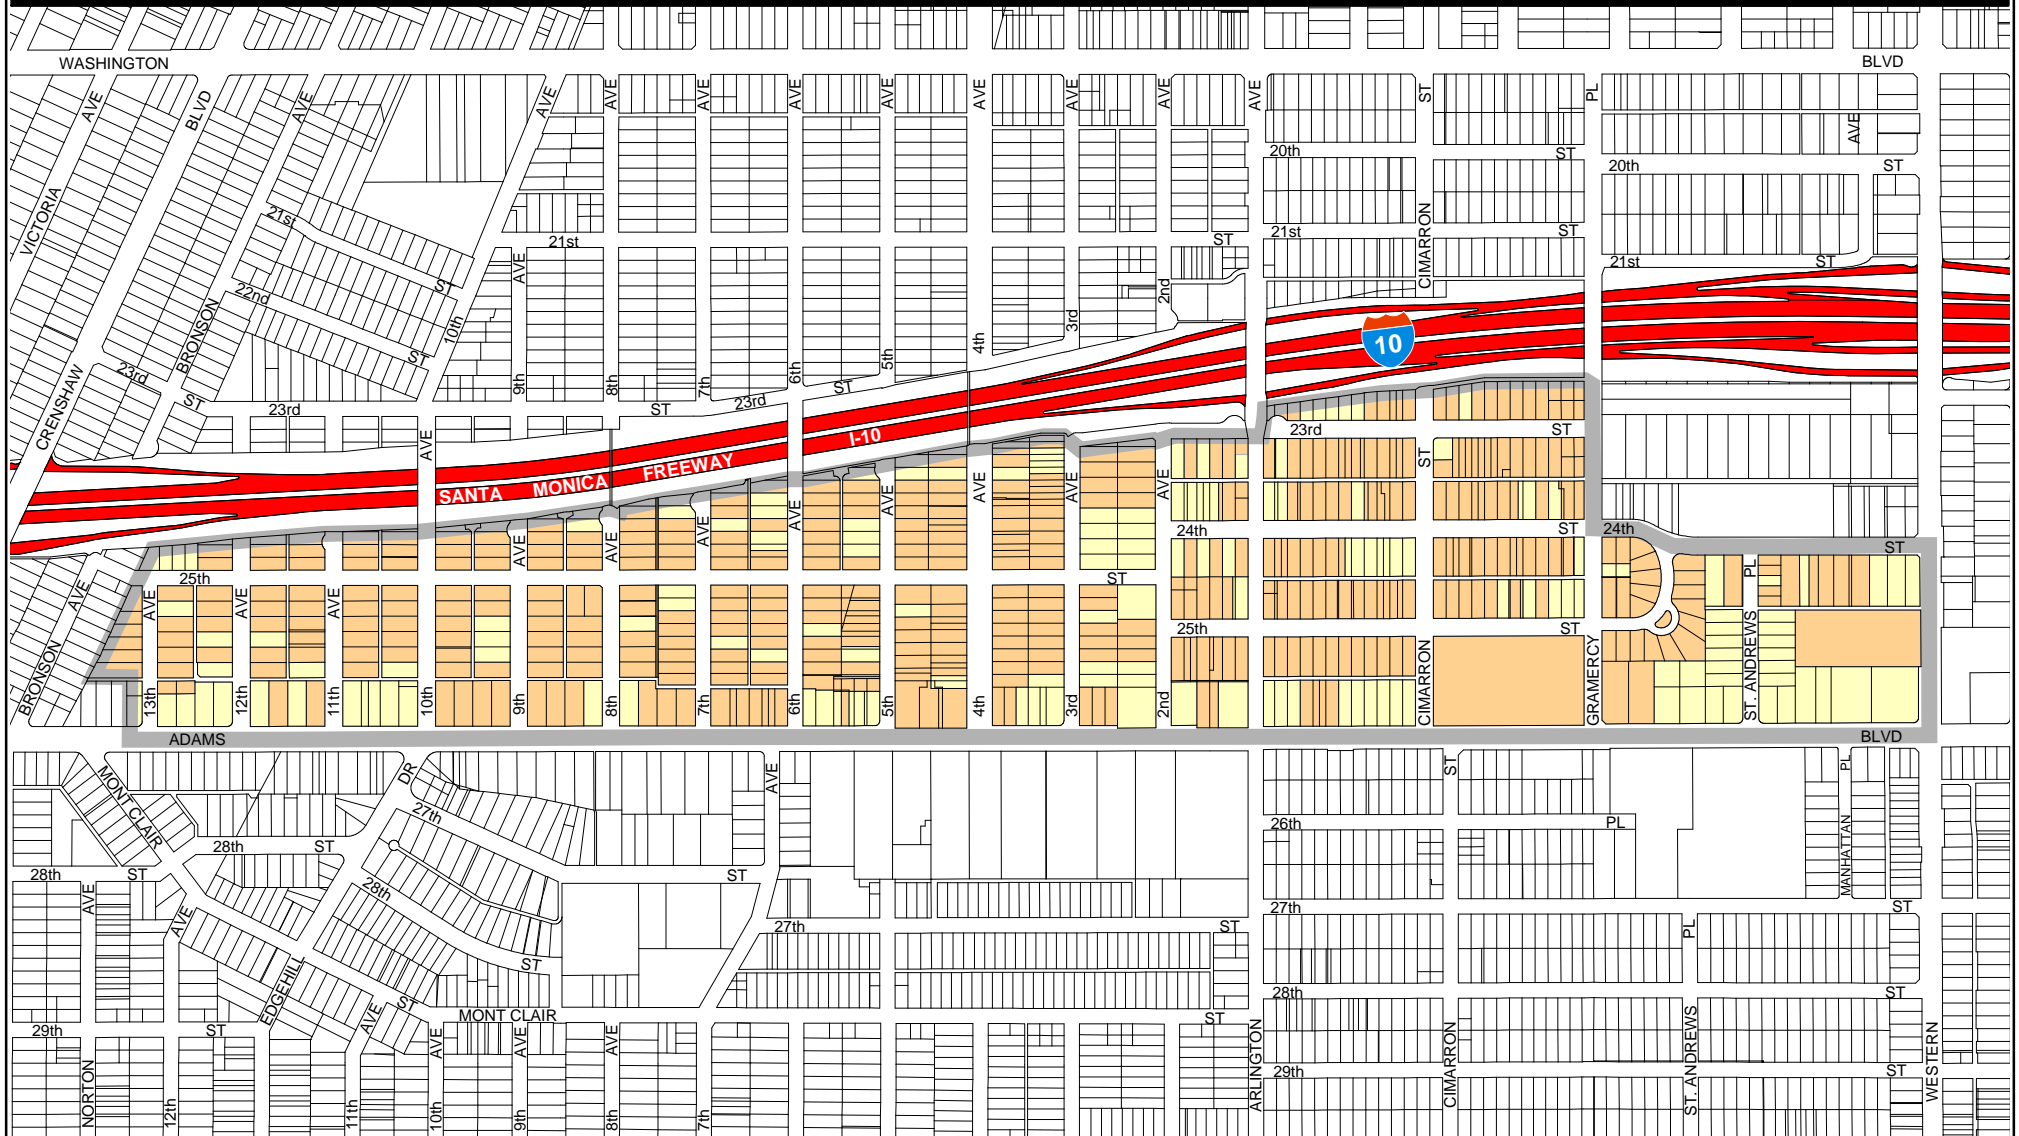 WASHINGTON
BLVD
AVE
BLVD
AVE
AVE
AVE
AVE
AVE
AVE
AVE
AVE
AVE
AVE
ST
PL
AVE
20th
ST
20th
ST
VICTORIA
21st
21st
ST
21st
ST
21st
ST
CIMARRON
22nd
ST
AVE
2nd
BRONSON
10th
ST
3rd
4th
5th
6th
7th
8th
9th
10
CRENSHAW
23rd
ST
23rd
ST
23rd
ST
23rd
ST
I-10
SANTA MONICA FREEWAY
AVE
AVE
AVE
AVE
AVE
AVE
AVE
AVE
AVE
ST
24th
ST
24th
ST
25th
ST
BRONSON
AVE
AVE
AVE
AVE
PL
25th
ST
13th
12th
11th
10th
9th
8th
7th
6th
5th
4th
3rd
2nd
CIMARRON
GRAMERCY
ST. ANDREWS
ADAMS
BLVD
MONT CLAIR
DR
AVE
ST
PL
27th
26th
PL
MANHATTAN
28th
ST
28th
ST
28th
ST
ST
AVE
AVE
27th
ST
27th
ST
PL
EDGEHILL
AVE
ST
28th
ST
29th
ST
MONT CLAIR
ST
AVE
AVE
AVE
29th
ST
NORTON
12th
11th
10th
9th
8th
7th
ARLINGTON
CIMARRON
ST. ANDREWS
WESTERN